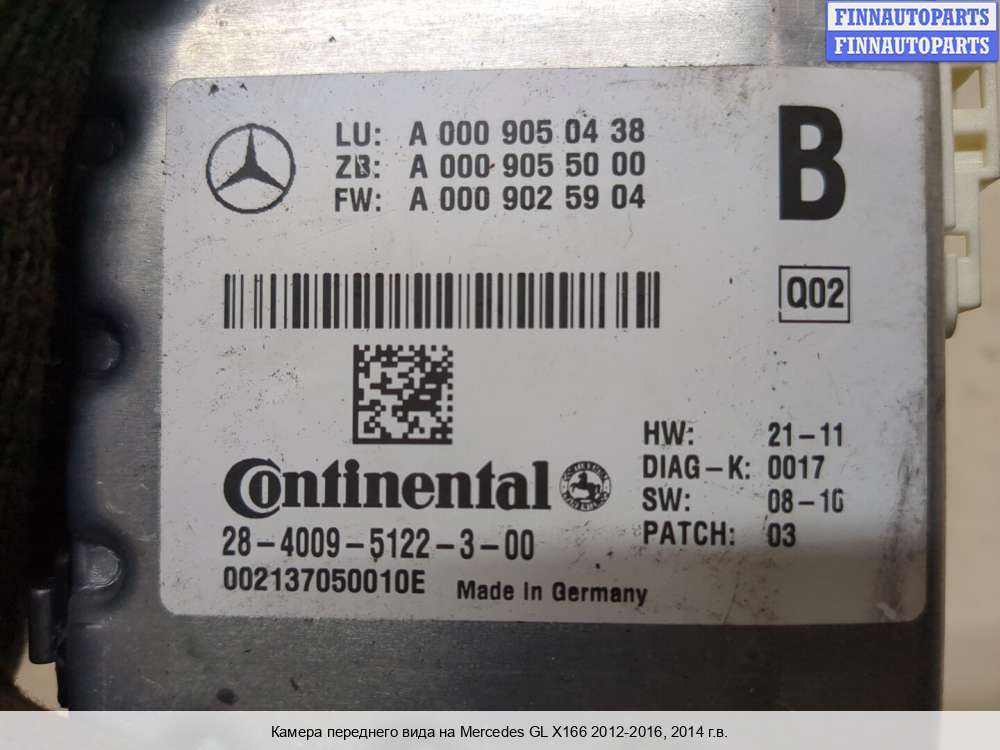 FINNAUTOPARTS
FINNAUTOPARTS
LU: A 000 905 04 38
ZB: A 000 905 50 00
FW: A 000 902 59 04
B
Q02
HW: 21-11
DIAG-K: 0017
SW: 08-16
PATCH: 03
Continental
28-4009-5122-3-00
002137050010E Made in Germany
Камера переднего вида на Mercedes GL X166 2012-2016, 2014 г.в.